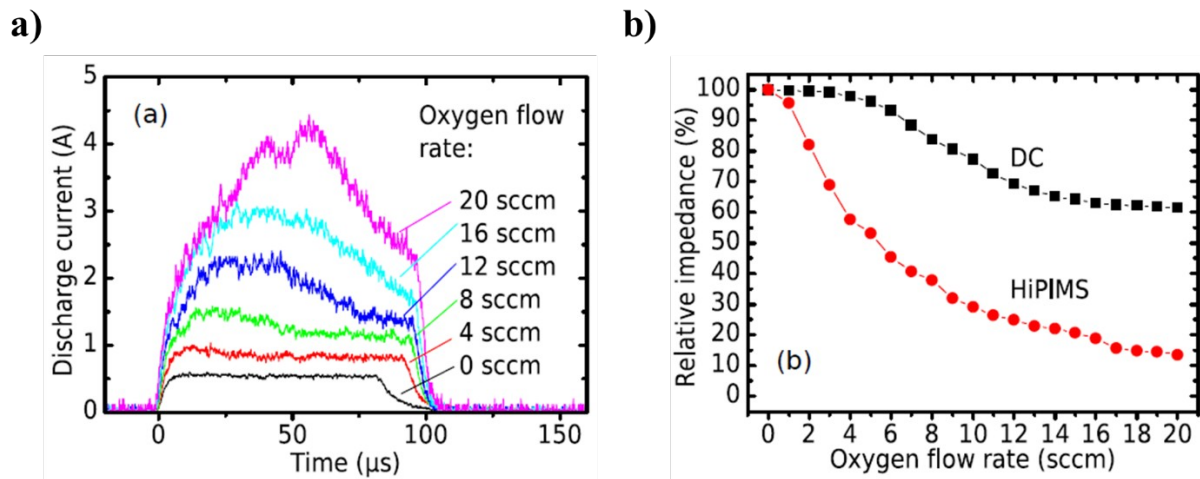 a)
b)
(a)
Oxygen flow
rate:
20 sccm
16 sccm
12 sccm
8 sccm
4 sccm
0 sccm
5
4
3
2
1
0
0
50
100
150
Discharge current (A)
Time (μs)
100
90
80
70
60
50
40
30
20
10
0
DC
HiPIMS
(b)
0 2 4 6 8 10 12 14 16 18 20
Relative impedance (%)
Oxygen flow rate (sccm)